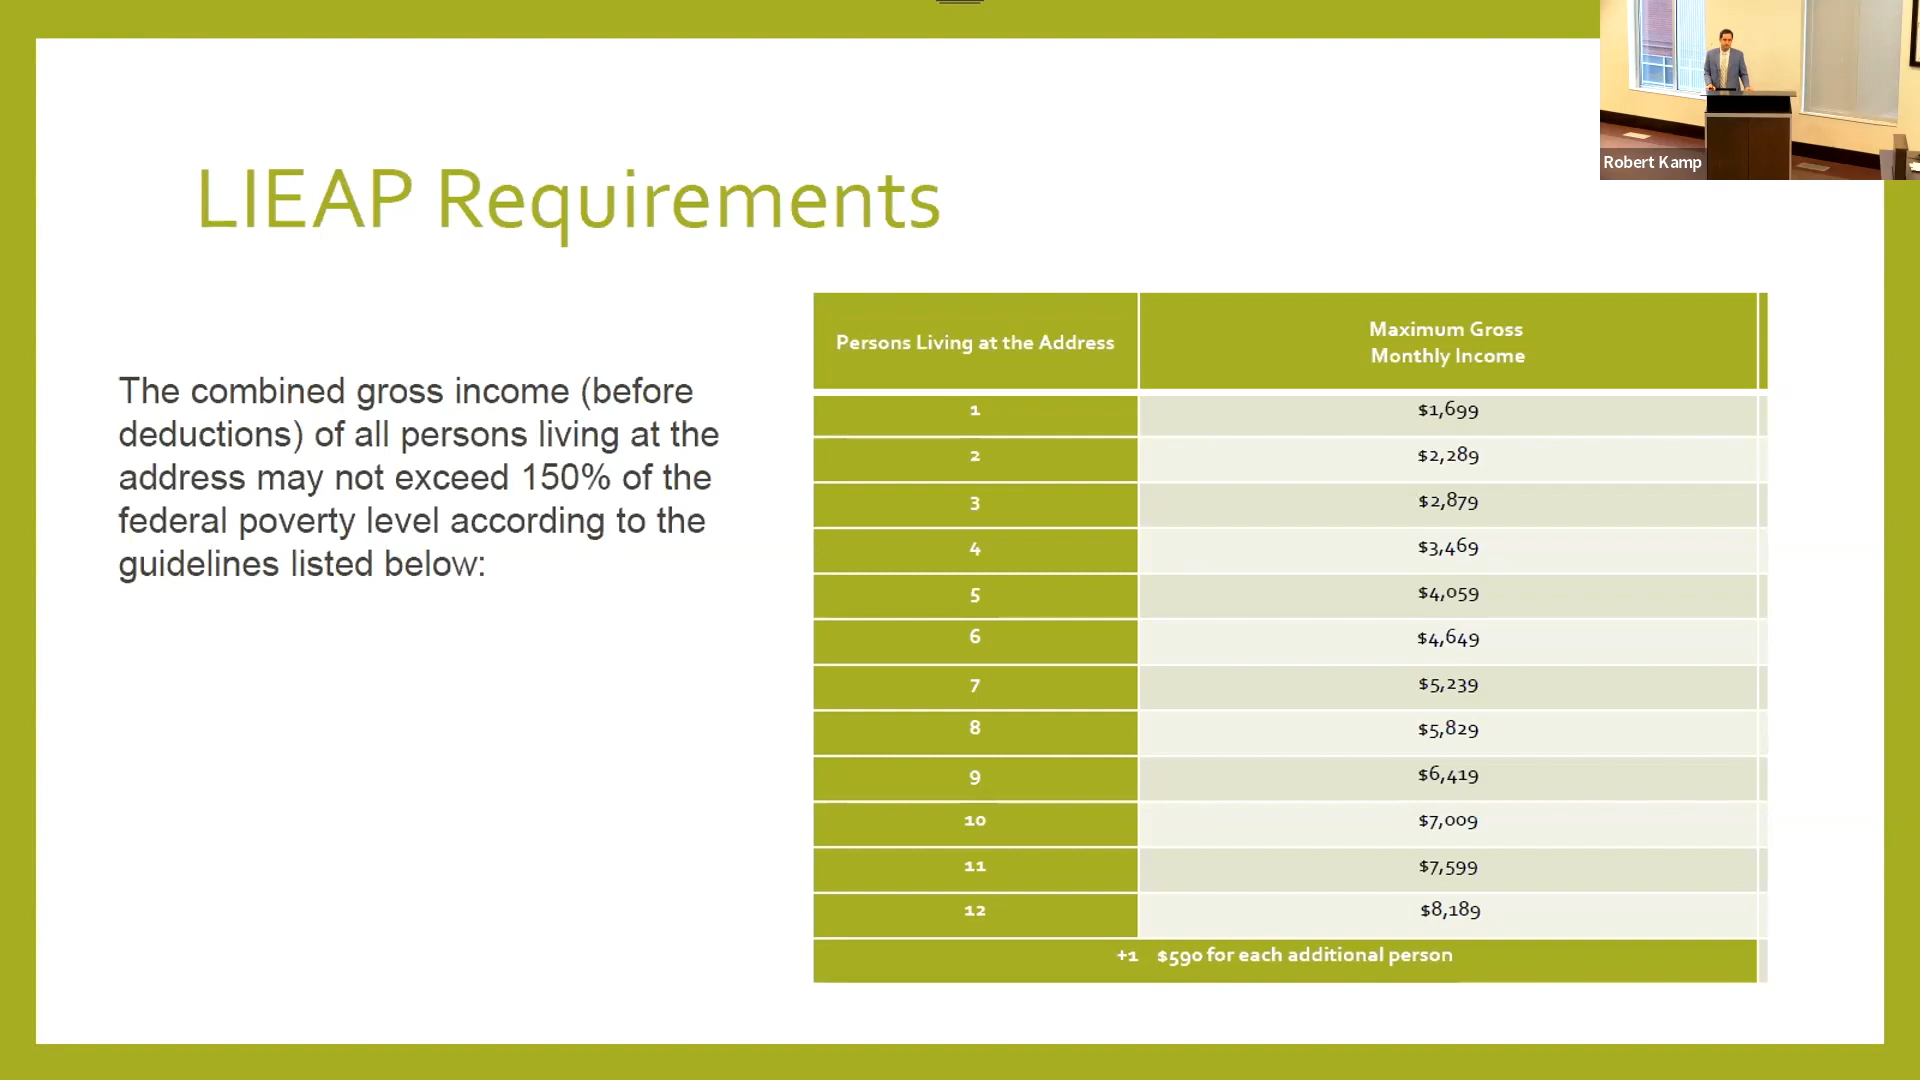 Robert Kamp
LIEAP Requirements
The combined gross income (before
deductions) of all persons living at the
address may not exceed 150% of the
federal poverty level according to the
guidelines listed below:
Persons Living at the Address
Maximum Gross
Monthly Income
1 $1,699
2 $2,289
3 $2,879
4 $3,469
5 $4,059
6 $4,649
7 $5,239
8 $5,829
9 $6,419
10 $7,009
11 $7,599
12 $8,189
+1 $590 for each additional person